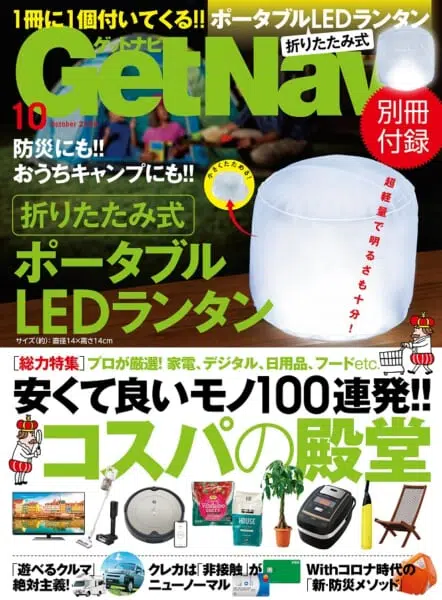 1冊に1個付いてくる!! ポータブルLEDランタン
折りたたみ式
ゲットナビ
GetNavi
10
October
別冊
付録
防災にも!!
おうちキャンプにも!!
小さくたためる!
超軽量で明るさも十分!
折りたたみ式
ポータブル
LEDランタン
サイズ(約):直径14×高さ14cm
[総力特集] プロが厳選! 家電、デジタル、日用品、フードetc.
安くて良いモノ100連発!!
コスパの殿堂
HOUSE
「遊べるクルマ」
絶対主義!
クレカは「非接触」が
ニューノーマル
Withコロナ時代の
「新・防災メソッド」